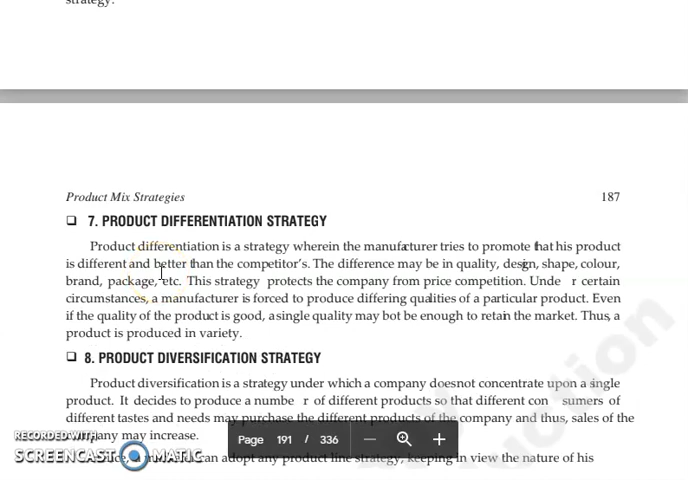 strategy.
Product Mix Strategies 187
❑ 7. PRODUCT DIFFERENTIATION STRATEGY
Product differentiation is a strategy wherein the manufacturer tries to promote that his product
is different and better than the competitor's. The difference may be in quality, design, shape, colour,
brand, package, etc. This strategy protects the company from price competition. Unde r certain
circumstances, a manufacturer is forced to produce differing qualities of a particular product. Even
if the quality of the product is good, a single quality may bot be enough to retain the market. Thus, a
product is produced in variety.
❑ 8. PRODUCT DIVERSIFICATION STRATEGY
Product diversification is a strategy under which a company does not concentrate upon a single
product. It decides to produce a numbe r of different products so that different con sumers of
different tastes and needs may purchase the different products of the company and thus, sales of the
may increase.
can adopt any product line strategy, keeping in view the nature of his
Page 191 / 336
RECORDED WITH
SCREENCAST MATIC
uction